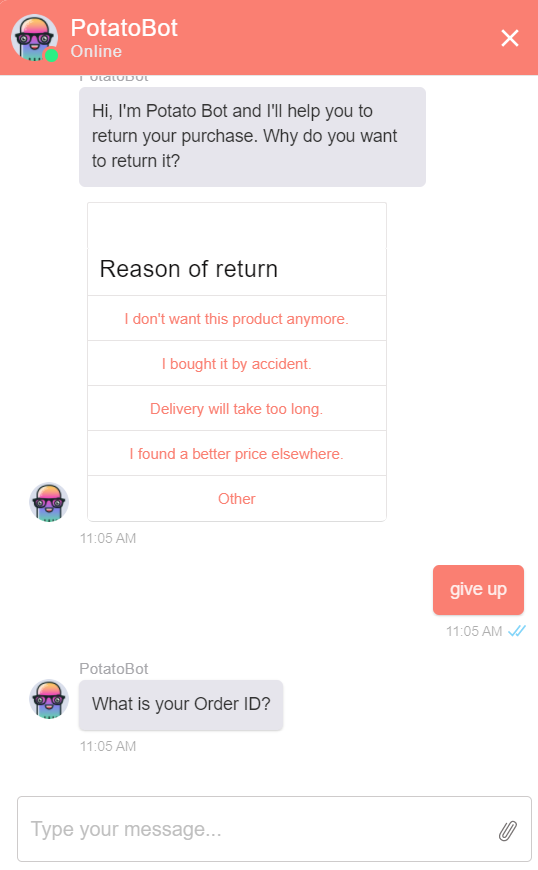 PotatoBot
Online
PotatoBot
Hi, I'm Potato Bot and I'll help you to
return your purchase. Why do you want
to return it?
Reason of return
I don't want this product anymore.
I bought it by accident.
Delivery will take too long.
I found a better price elsewhere.
Other
11:05 AM
give up
11:05 AM
PotatoBot
What is your Order ID?
11:05 AM
Type your message...